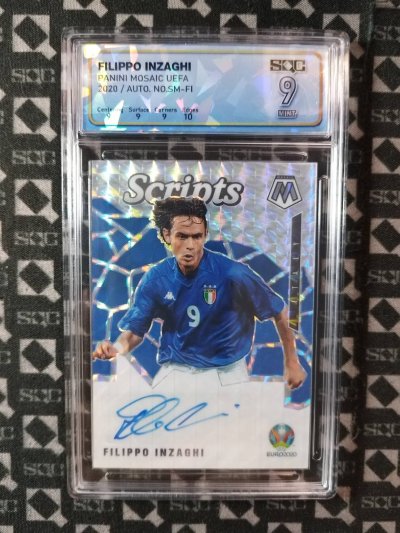 FILIPPO INZAGHI
PANINI MOSAIC UEFA
2020 / AUTO. NO.SM-FI
SGC
9
MINT
Centering Surface Corners Edges
9 9 9 10
Scripts
M
ITALIA
9
FILIPPO INZAGHI
EURO2020